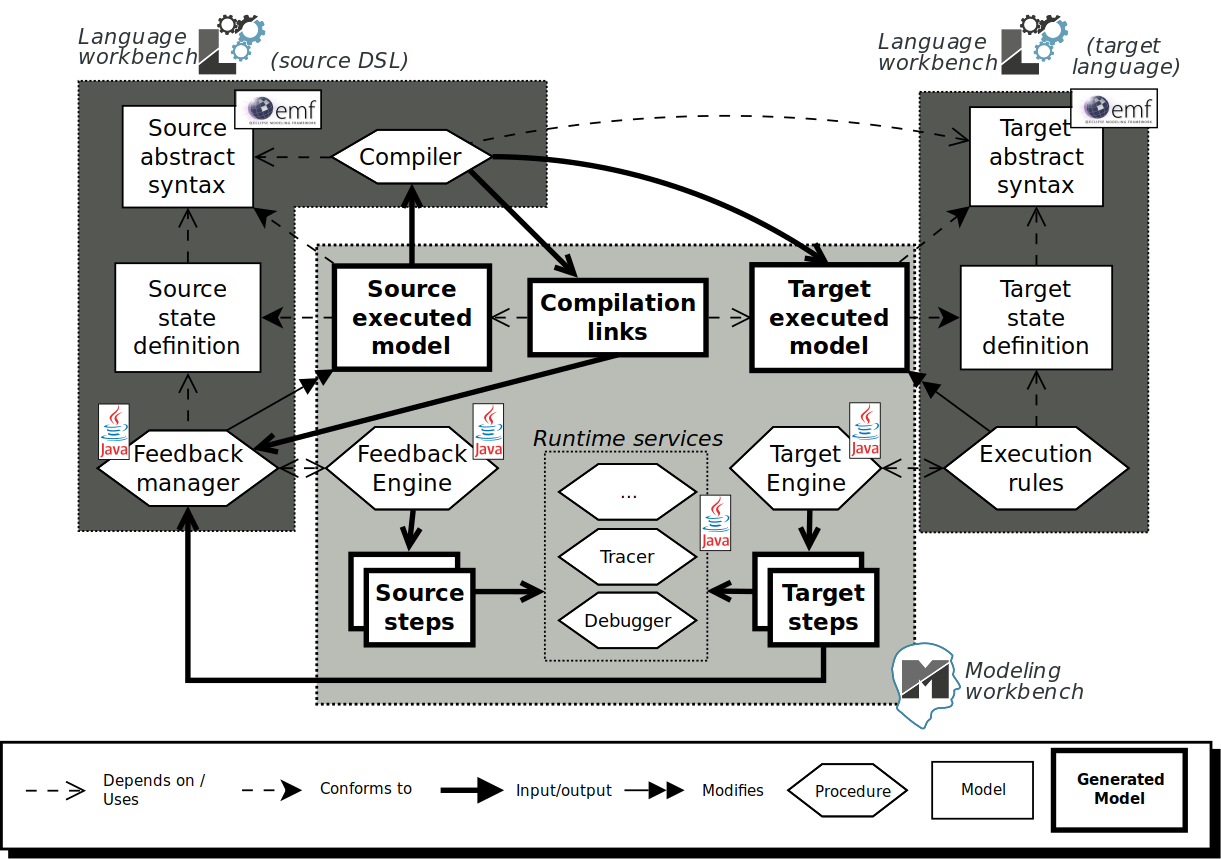 Language
workbench
(source DSL)
Language
workbench
(target
language)
emf
ECLIPSE MODELING FRAMEWORK
emf
ECLIPSE MODELING FRAMEWORK
Source
abstract
syntax
Compiler
Target
abstract
syntax
Source
state
definition
Source
executed
model
Compilation
links
Target
executed
model
Target
state
definition
Java
Feedback
manager
Feedback
Engine
Java
Runtime services
...
Tracer
Debugger
Java
Target
Engine
Java
Execution
rules
Source
steps
Target
steps
M
Modeling
workbench
Depends on /
Uses
Conforms to
Input/output
Modifies
Procedure
Model
Generated
Model